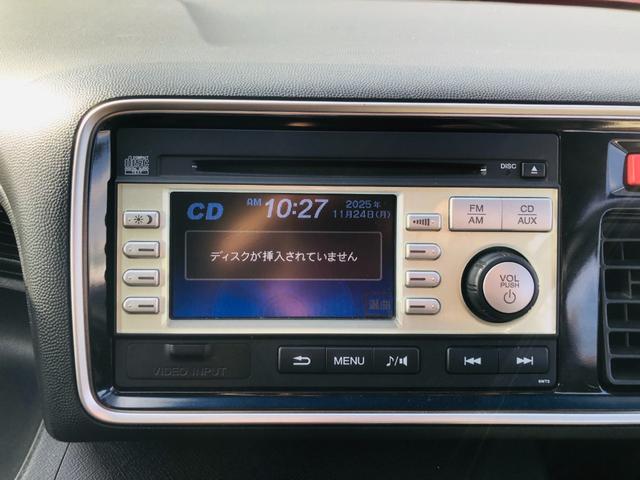 COMPACT
disc
DISC
CD AM 10:27 2025年
11月24日(月)
ディスクが挿入されていません
FM
AM
CD
AUX
VOL
PUSH
VIDEO INPUT
MENU